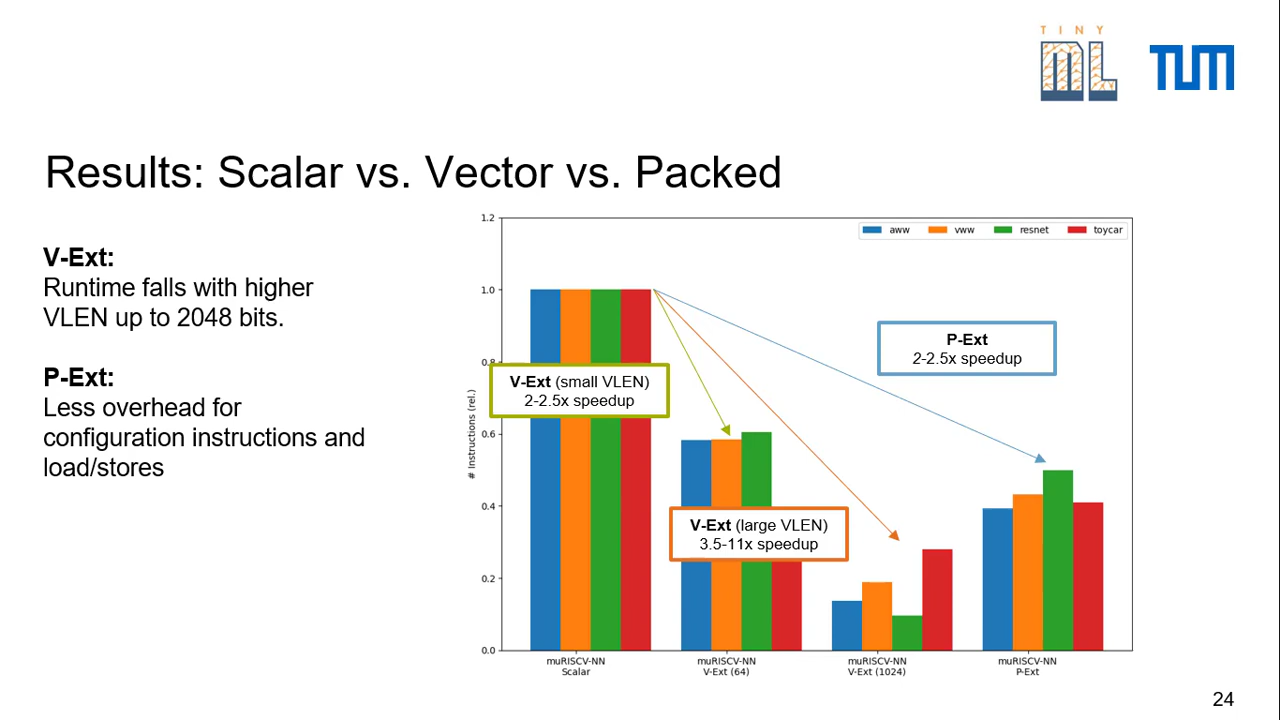 TINY
mL
TUM
Results: Scalar vs. Vector vs. Packed
V-Ext:
Runtime falls with higher
VLEN up to 2048 bits.
P-Ext:
Less overhead for
configuration instructions and
load/stores
# Instructions (rel.)
1.2
1.0
0.8
0.6
0.4
0.2
0.0
aww vww resnet toycar
P-Ext
2-2.5x speedup
V-Ext (small VLEN)
2-2.5x speedup
V-Ext (large VLEN)
3.5-11x speedup
muRISCV-NN
Scalar
muRISCV-NN
V-Ext (64)
muRISCV-NN
V-Ext (1024)
muRISCV-NN
P-Ext
24